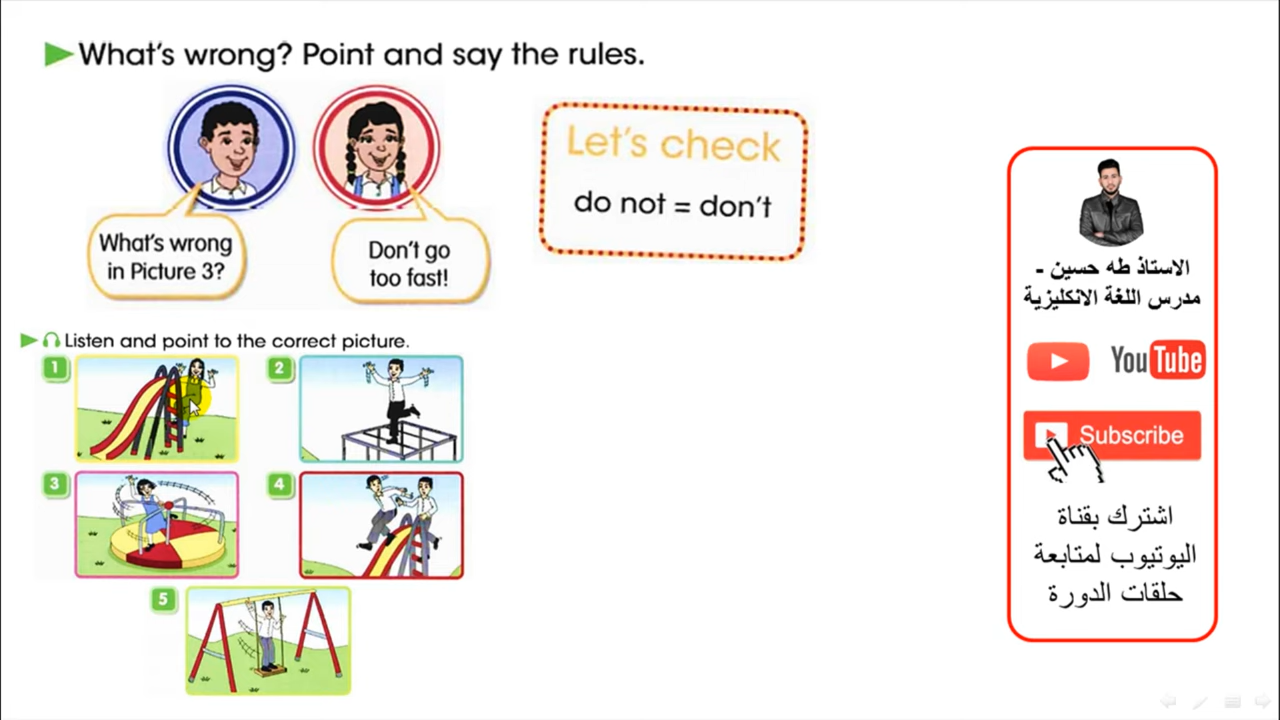 What's wrong? Point and say the rules.
What's wrong
in Picture 3?
Don't go
too fast!
Let's check
do not = don't
Listen and point to the correct picture.
1
2
3
4
5
الاستاذ طه حسين -
مدرس اللغة الانكليزية
YouTube
Subscribe
اشترك بقناة
اليوتيوب لمتابعة
حلقات الدورة